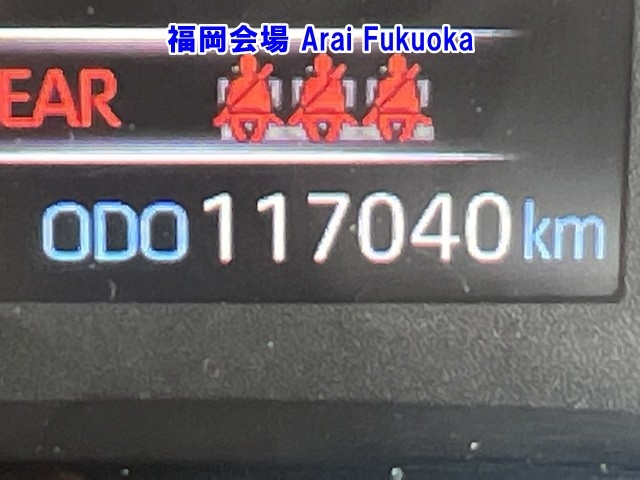 福岡会場 Arai Fukuoka
EAR
ODO 117040 km